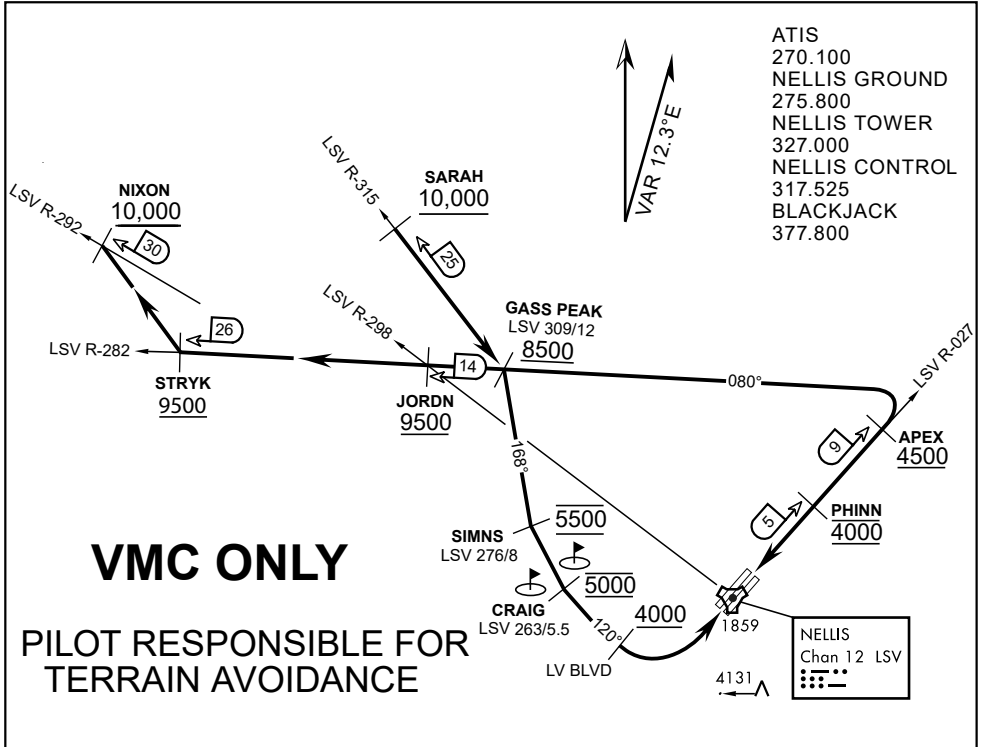 ATIS
270.100
NELLIS GROUND
275.800
NELLIS TOWER
327.000
NELLIS CONTROL
317.525
BLACKJACK
377.800
VAR 12.3°E
LSV R-315
SARAH
10,000
25
NIXON
10,000
LSV R-292
30
GASS PEAK
LSV 309/12
8500
LSV R-298
26
LSV R-282
STRYK
9500
14
JORDN
9500
080°
LSV R-027
APEX
4500
9
PHINN
4000
5
168°
SIMNS
LSV 276/8
5500
CRAIG
LSV 263/5.5
5000
120°
4000
LV BLVD
1859
4131
NELLIS
Chan 12 LSV
VMC ONLY
PILOT RESPONSIBLE FOR
TERRAIN AVOIDANCE